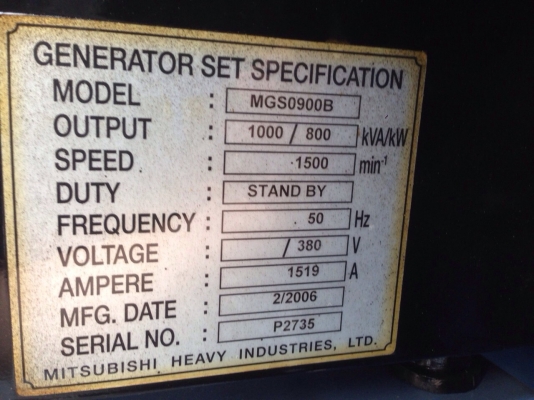 GENERATOR SET SPECIFICATION
MODEL : MGS0900B
OUTPUT : 1000 / 800 kVA/kW
SPEED : 1500 min⁻¹
DUTY : STAND BY
FREQUENCY : 50 Hz
VOLTAGE : / 380 V
AMPERE : 1519 A
MFG. DATE : 2/2006
SERIAL NO. : P2735
MITSUBISHI HEAVY INDUSTRIES, LTD.